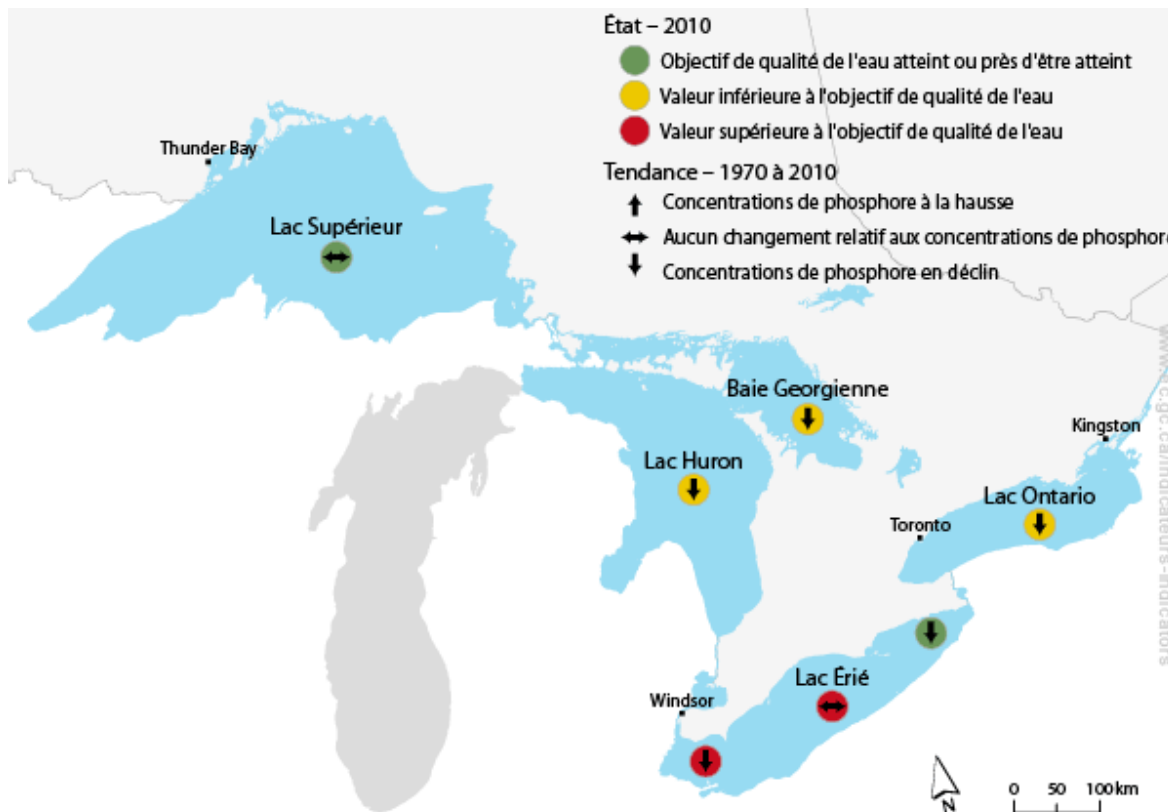 État – 2010
Objectif de qualité de l'eau atteint ou près d'être atteint
Valeur inférieure à l'objectif de qualité de l'eau
Valeur supérieure à l'objectif de qualité de l'eau
Tendance – 1970 à 2010
Concentrations de phosphore à la hausse
Aucun changement relatif aux concentrations de phosphore
Concentrations de phosphore en déclin
Thunder Bay
Lac Supérieur
Baie Georgienne
Kingston
Lac Huron
Lac Ontario
Toronto
Lac Érié
Windsor
N
0 50 100 km